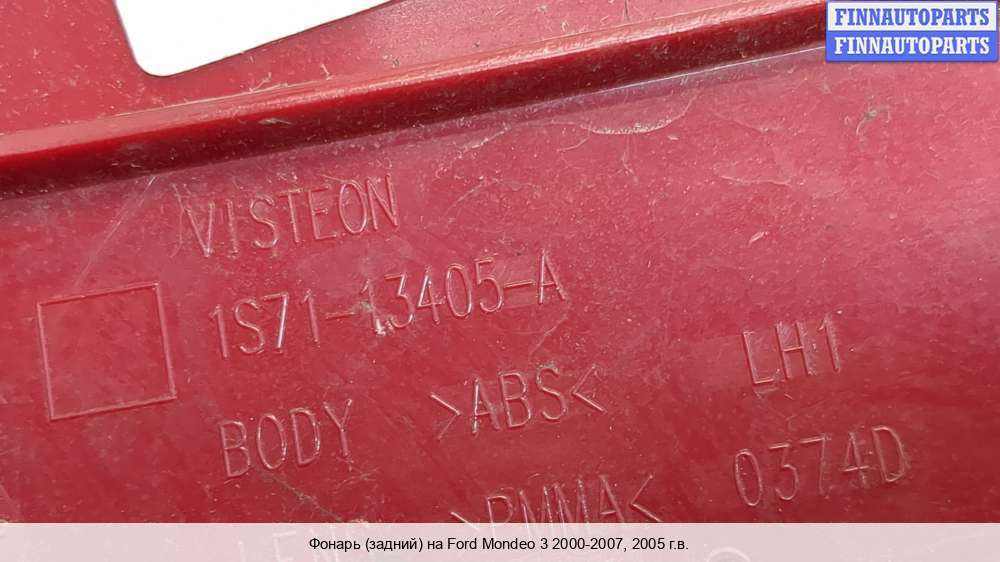 FINNAUTOPARTS
FINNAUTOPARTS
VISTEON
1S71-13405-A
BODY >ABS< LH1
>PMMA< 0374D
Фонарь (задний) на Ford Mondeo 3 2000-2007, 2005 г.в.